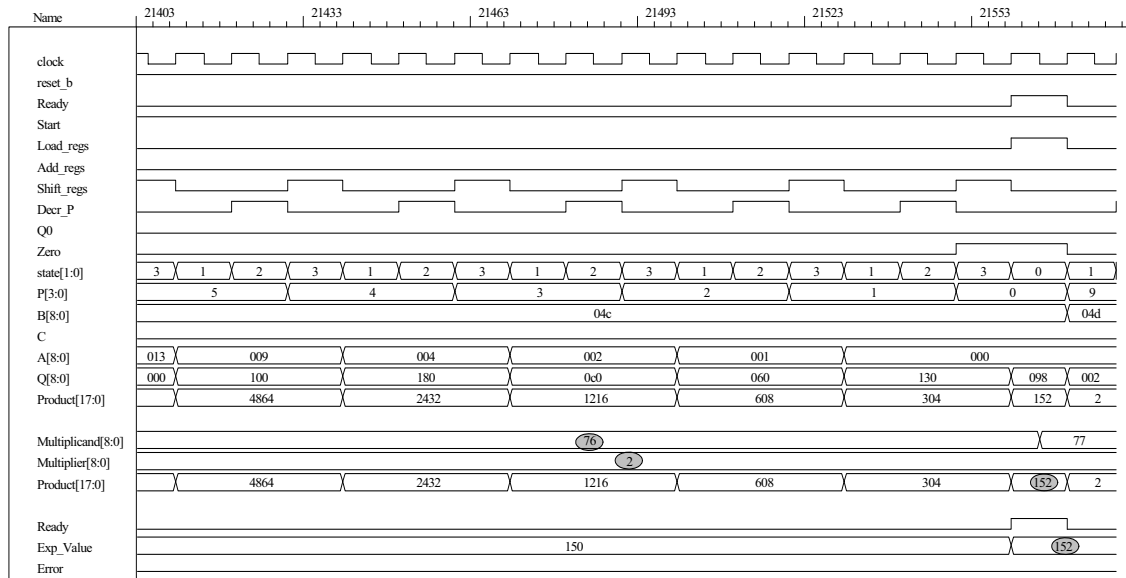 Name 21403 21433 21463 21493 21523 21553
clock
reset_b
Ready
Start
Load_regs
Add_regs
Shift_regs
Decr_P
Q0
Zero
state[1:0] 3 1 2 3 1 2 3 1 2 3 1 2 3 1 2 3 0 1
P[3:0] 5 4 3 2 1 0 9
B[8:0] 04c 04d
C
A[8:0] 013 009 004 002 001 000
Q[8:0] 000 100 180 0c0 060 130 098 002
Product[17:0] 4864 2432 1216 608 304 152 2
Multiplicand[8:0] 76 77
Multiplier[8:0] 2
Product[17:0] 4864 2432 1216 608 304 152 2
Ready
Exp_Value 150 152
Error